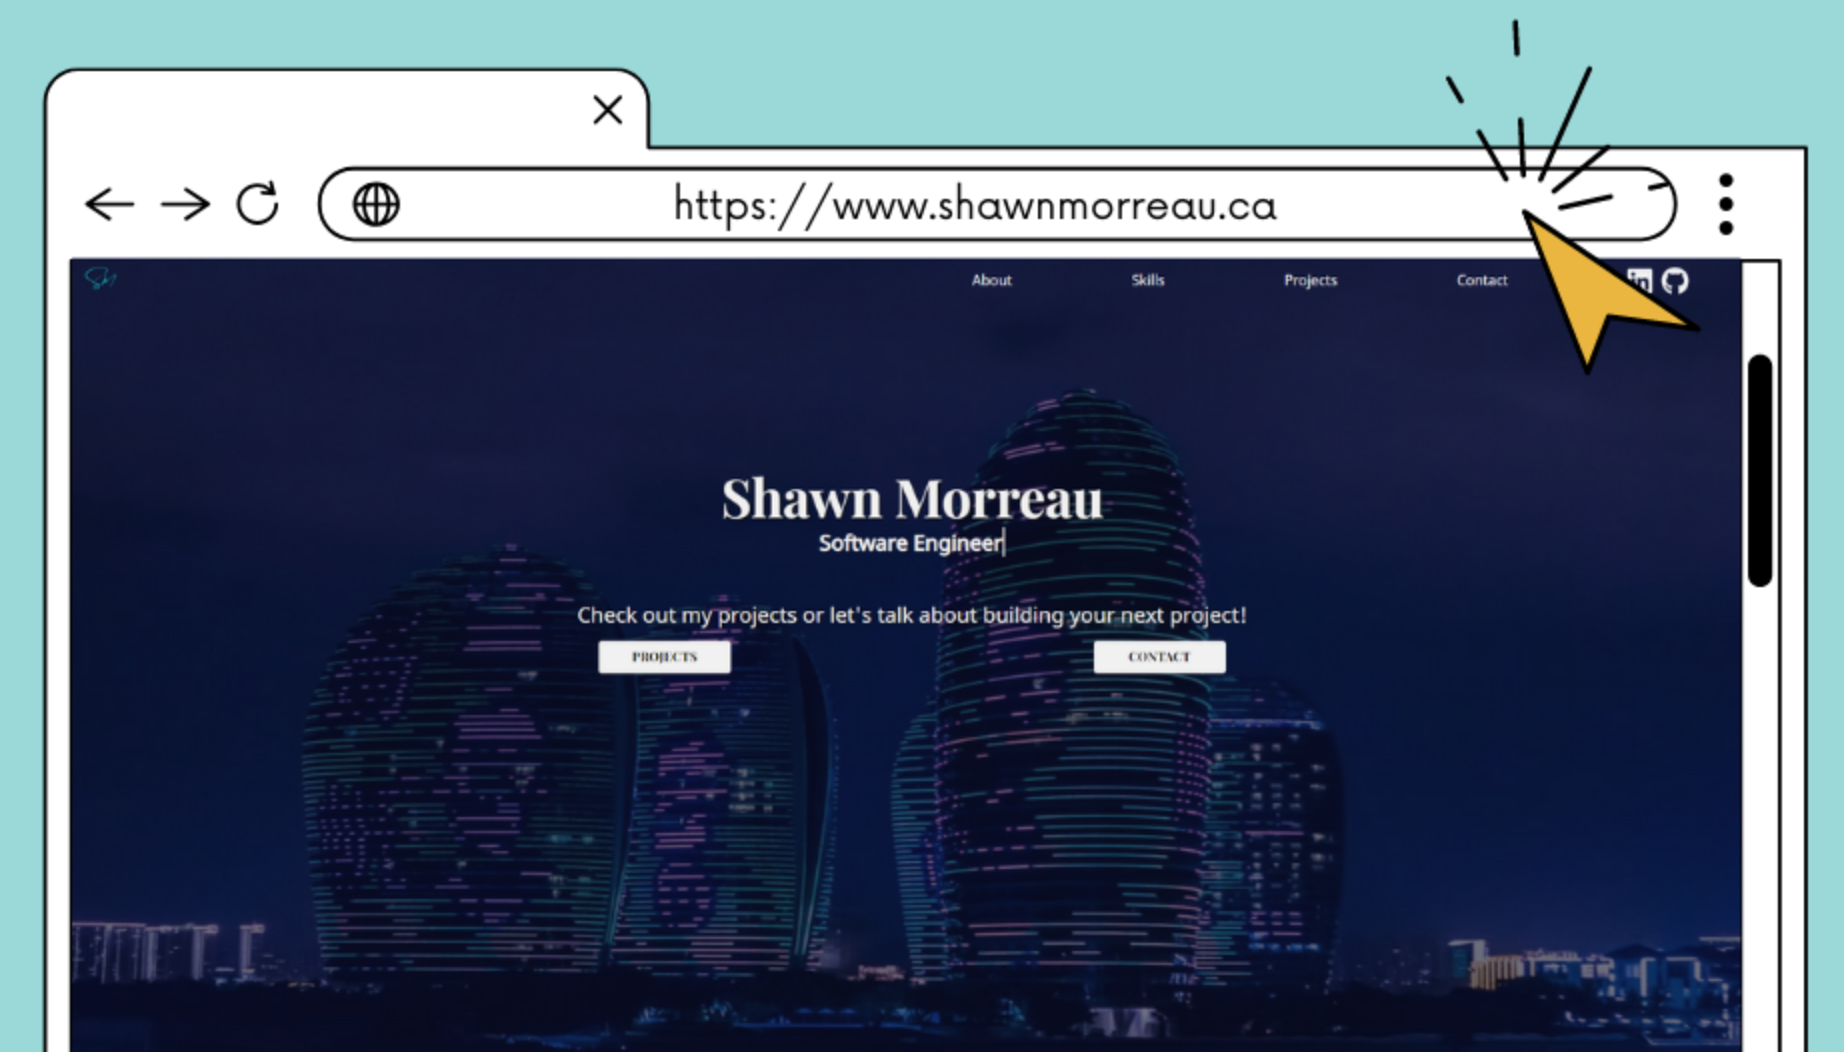 https://www.shawnmorreau.ca
About Skills Projects Contact in
Shawn Morreau
Software Engineer
Check out my projects or let's talk about building your next project!
PROJECTS CONTACT